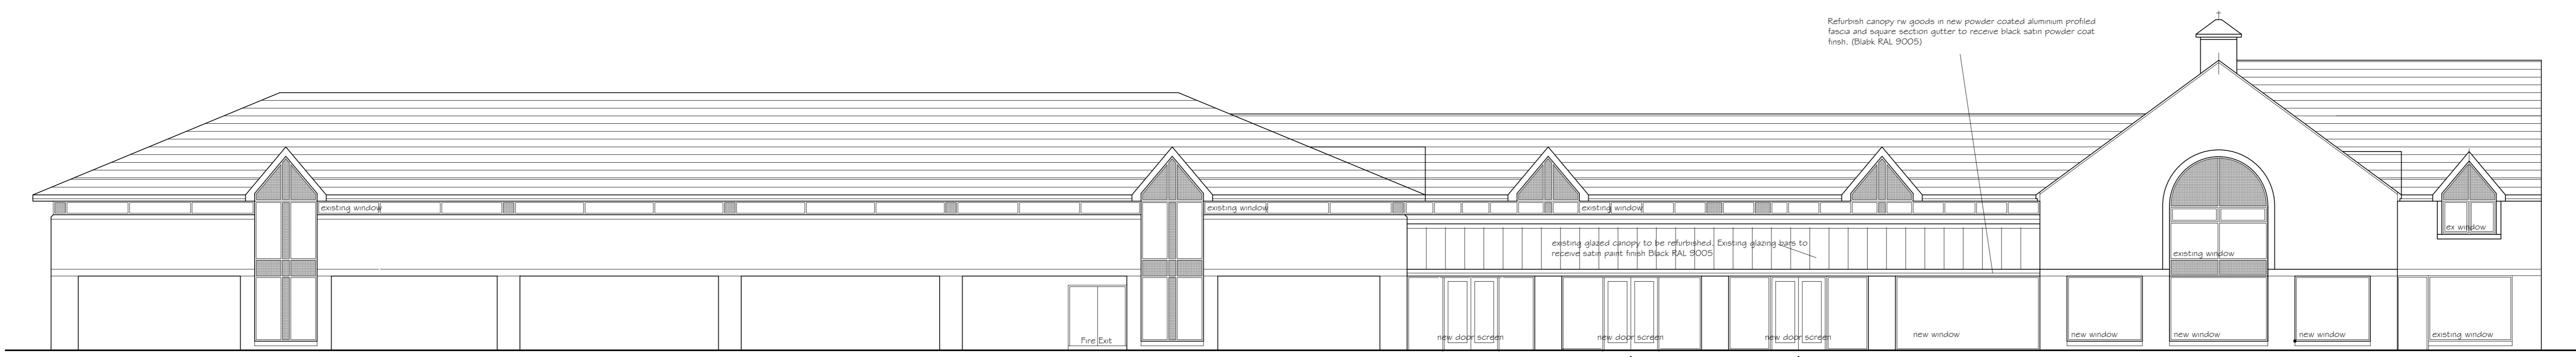 Refurbish canopy rw goods in new powder coated aluminium profiled
fascia and square section gutter to receive black satin powder coat
finsh. (Blabk RAL 9005)
existing window
existing window
existing window
ex window
existing glazed canopy to be refurbished. Existing glazing bars to
receive satin paint finish Black RAL 9005
existing window
Fire Exit
new door screen
new door screen
new door screen
new window
new window
new window
new window
existing window